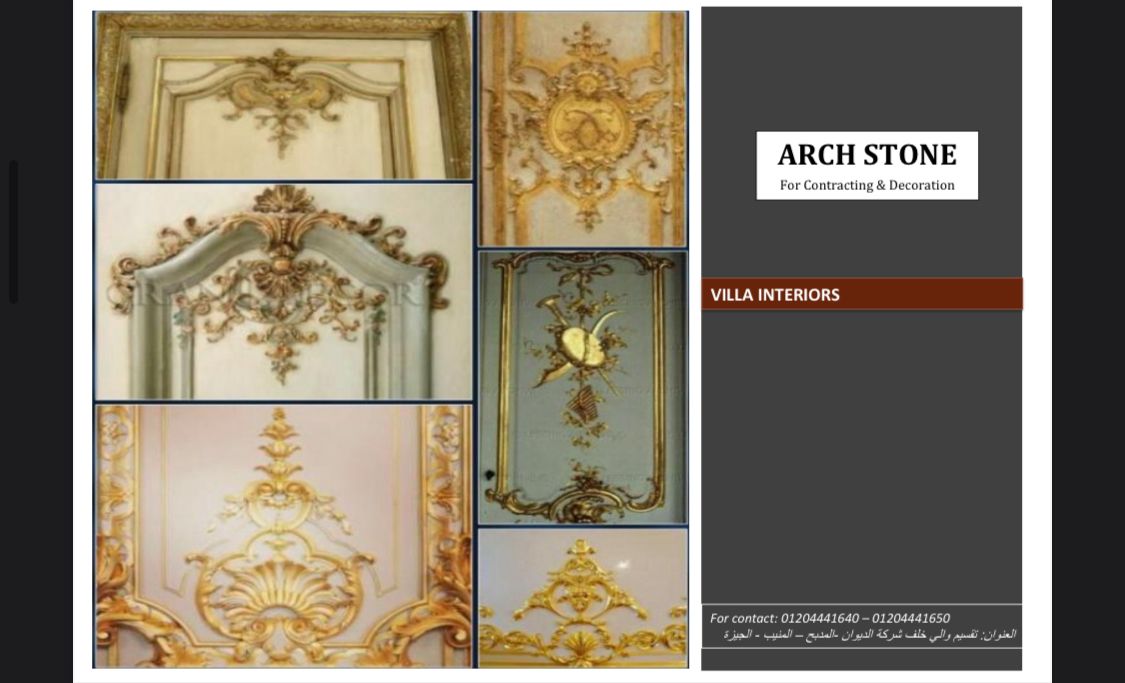 ARCH STONE
For Contracting & Decoration
VILLA INTERIORS
For contact: 01204441640 – 01204441650
العنوان: تقسيم والي خلف شركة الديوان -المدبح – المنيب - الجيزة